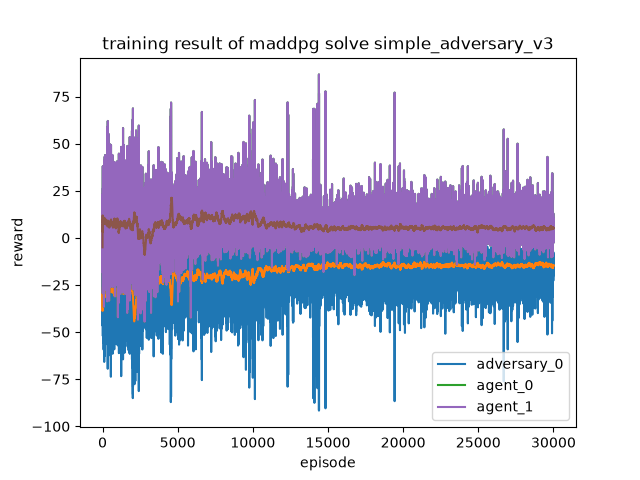 training result of maddpg solve simple_adversary_v3
reward
75
50
25
0
−25
−50
−75
−100
adversary_0
agent_0
agent_1
0
5000
10000
15000
20000
25000
30000
episode